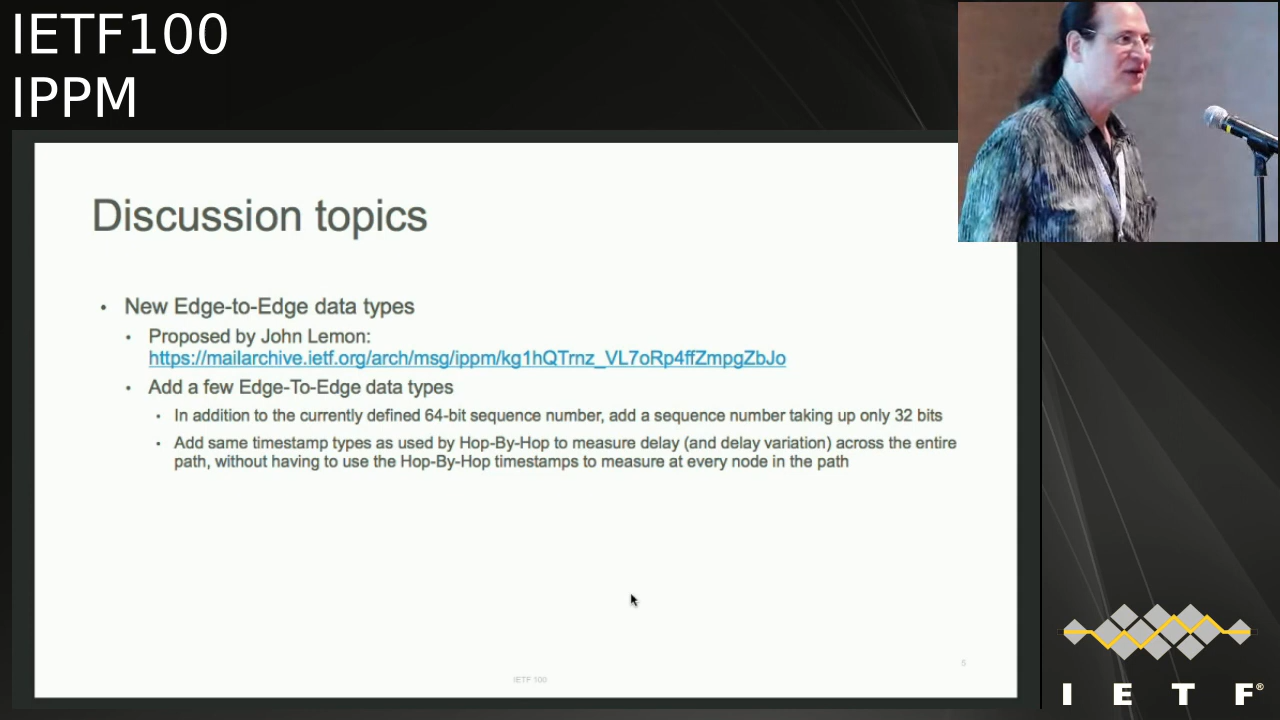 IETF100
IPPM
Discussion topics
• New Edge-to-Edge data types
• Proposed by John Lemon:
https://mailarchive.ietf.org/arch/msg/ippm/kg1hQTrnz_VL7oRp4ffZmpgZbJo
• Add a few Edge-To-Edge data types
• In addition to the currently defined 64-bit sequence number, add a sequence number taking up only 32 bits
• Add same timestamp types as used by Hop-By-Hop to measure delay (and delay variation) across the entire
path, without having to use the Hop-By-Hop timestamps to measure at every node in the path
5
IETF 100
I E T F®